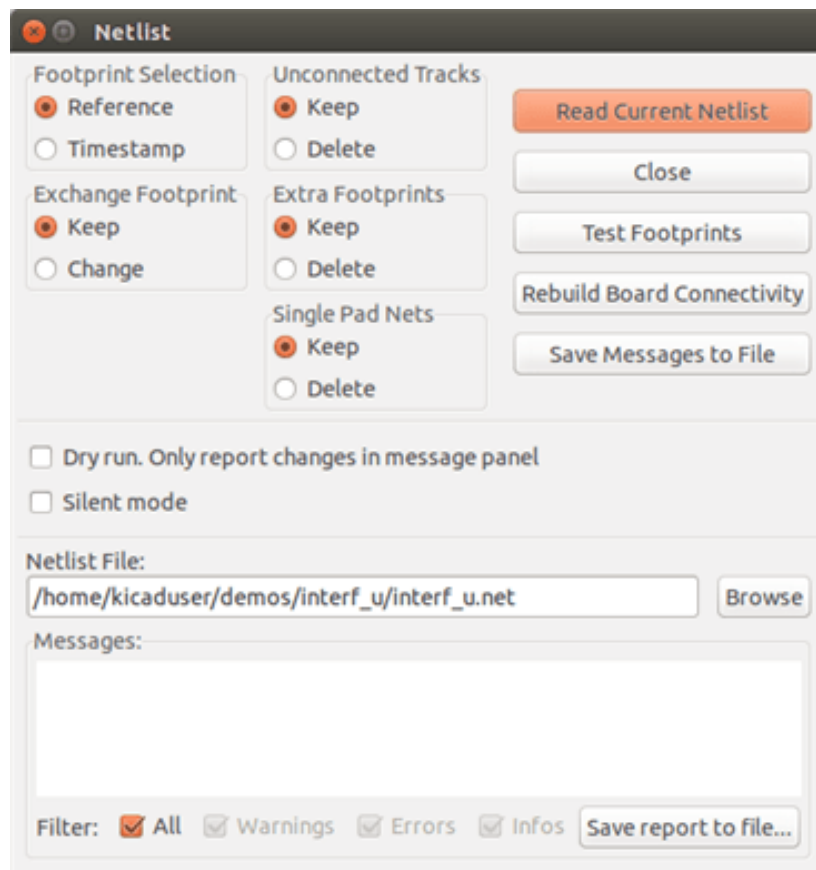 Netlist
Footprint Selection
Reference
Timestamp
Exchange Footprint
Keep
Change
Unconnected Tracks
Keep
Delete
Extra Footprints
Keep
Delete
Single Pad Nets
Keep
Delete
Read Current Netlist
Close
Test Footprints
Rebuild Board Connectivity
Save Messages to File
Dry run. Only report changes in message panel
Silent mode
Netlist File:
/home/kicaduser/demos/interf_u/interf_u.net
Browse
Messages:
Filter: All Warnings Errors Infos Save report to file...